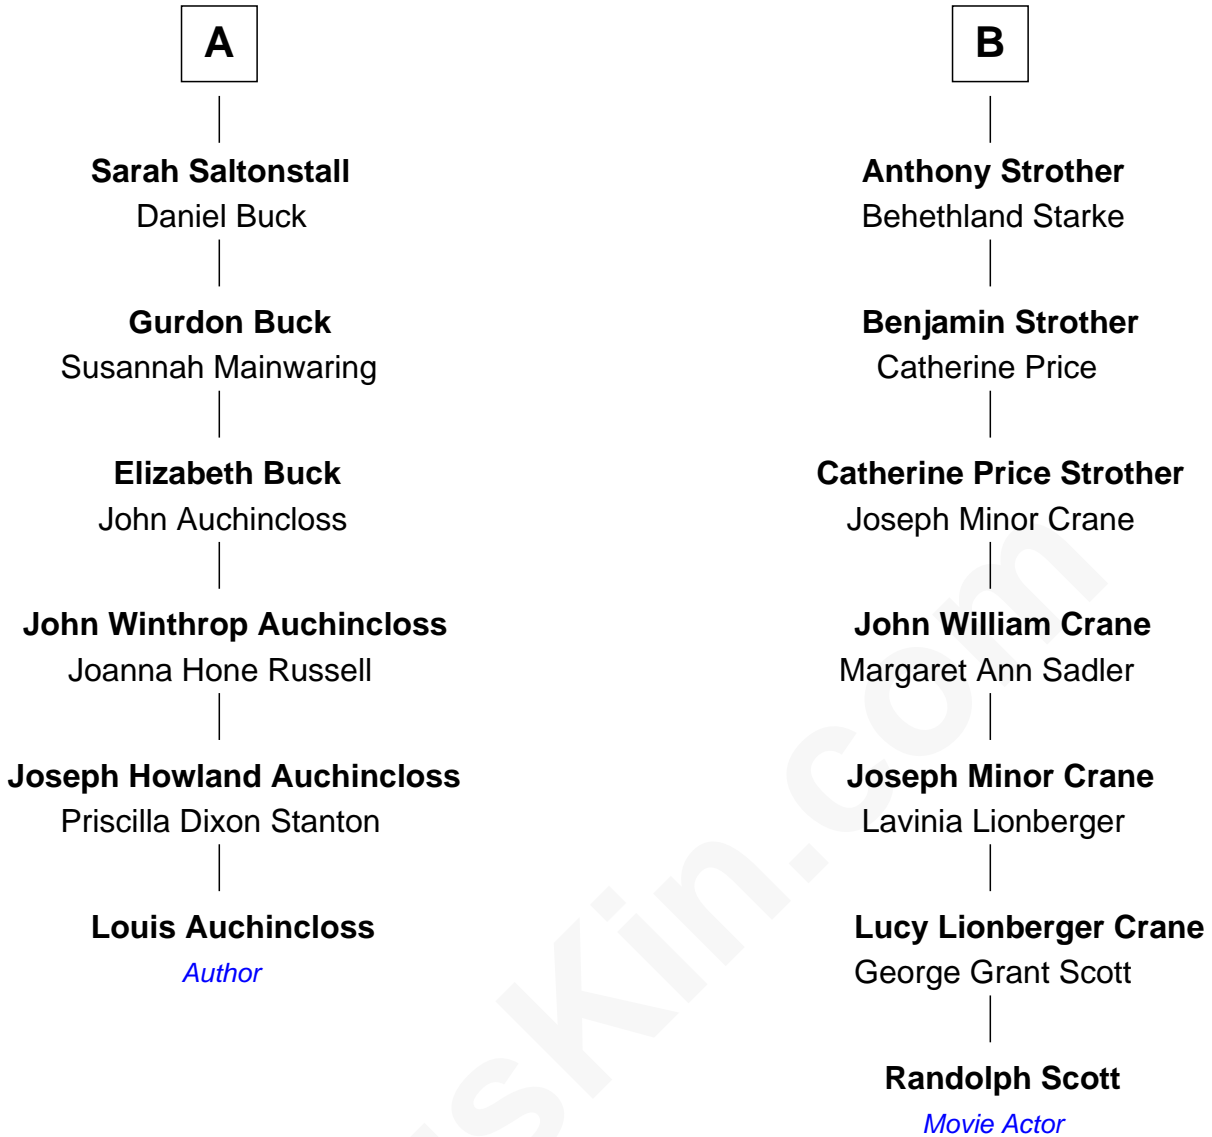 A
Sarah Saltonstall
Daniel Buck
Gurdon Buck
Susannah Mainwaring
Elizabeth Buck
John Auchincloss
John Winthrop Auchincloss
Joanna Hone Russell
Joseph Howland Auchincloss
Priscilla Dixon Stanton
Louis Auchincloss
Author
B
Anthony Strother
Behethland Starke
Benjamin Strother
Catherine Price
Catherine Price Strother
Joseph Minor Crane
John William Crane
Margaret Ann Sadler
Joseph Minor Crane
Lavinia Lionberger
Lucy Lionberger Crane
George Grant Scott
Randolph Scott
Movie Actor